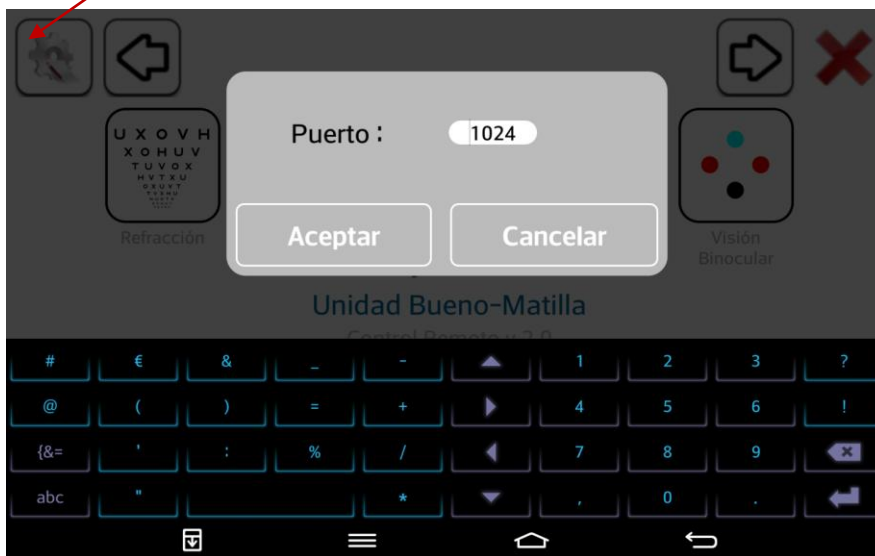 Puerto : 1024
Aceptar Cancelar
U X O V H
X O H U V
T U V O X
H V T X U
O X U V T
Refracción
Visión
Binocular
Unidad Bueno-Matilla
Control Remoto v 2.0
# € & _ - 1 2 3 ?
@ ( ) = + 4 5 6 !
{&= ' : % / 7 8 9
abc " * , 0 .